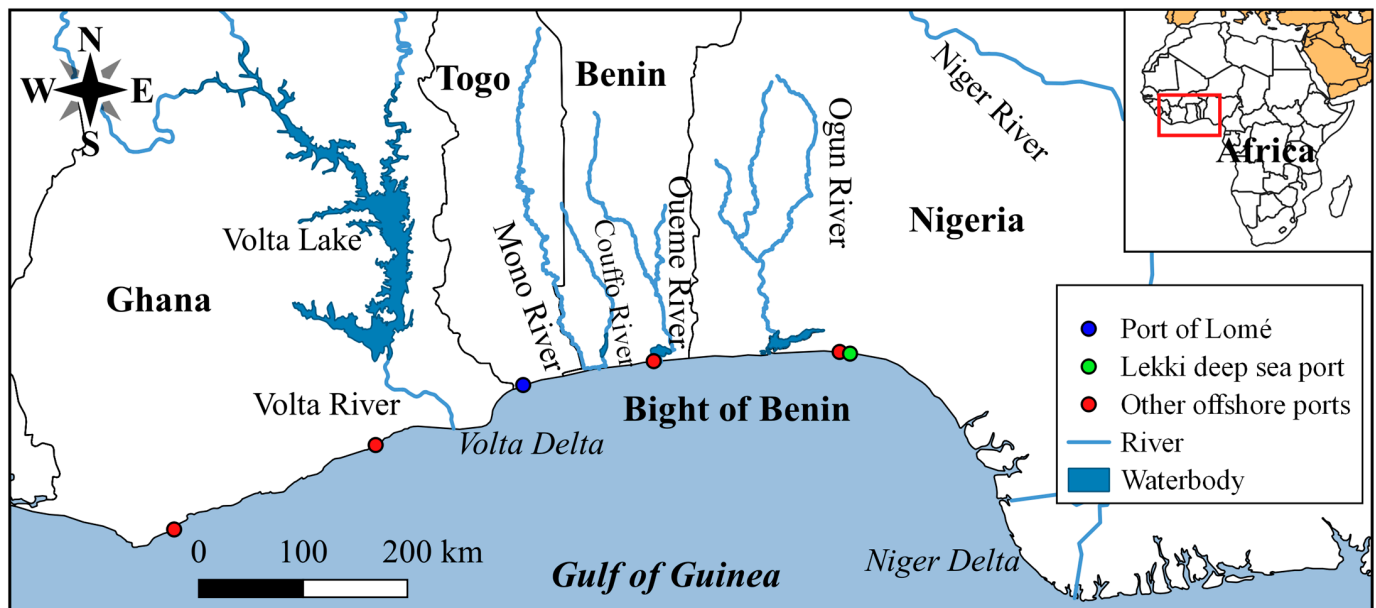 N
W
E
S
Togo
Benin
Niger River
Africa
Ogun River
Volta Lake
Mono River
Couffo River
Oueme River
Nigeria
Ghana
Port of Lomé
Lekki deep sea port
Other offshore ports
River
Waterbody
Volta River
Bight of Benin
Volta Delta
0 100 200 km
Gulf of Guinea
Niger Delta